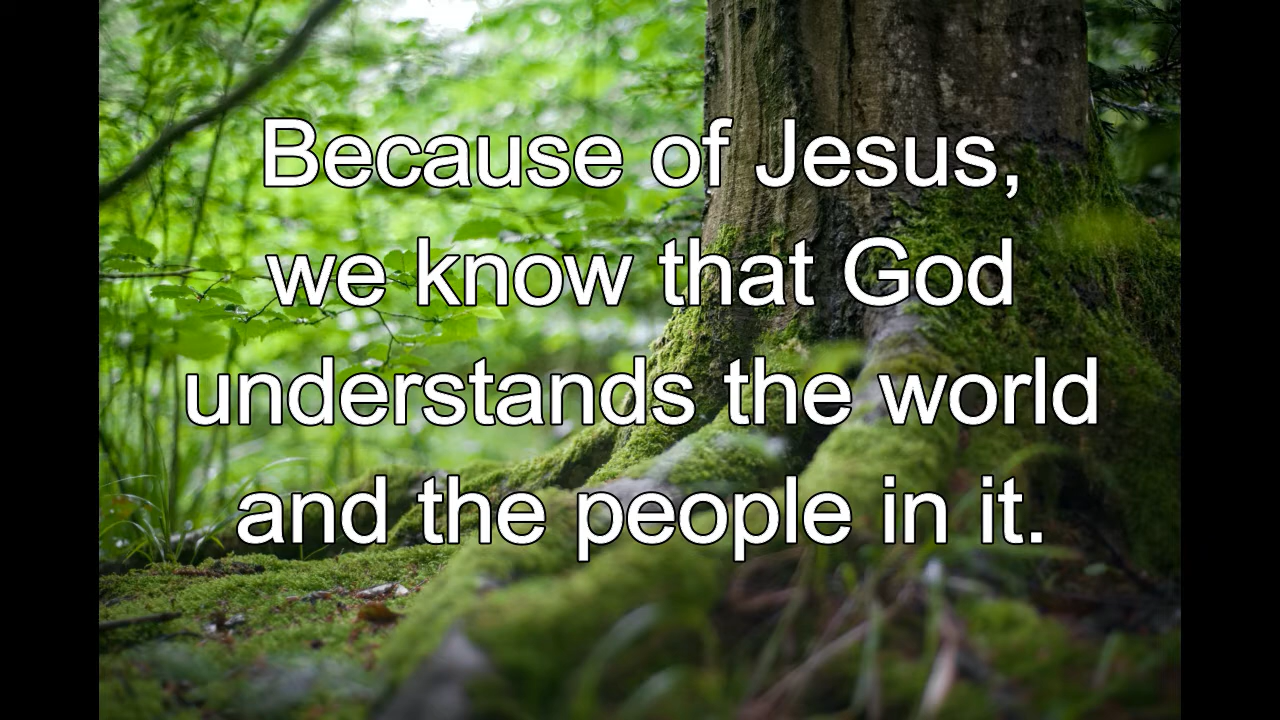 Because of Jesus,
we know that God
understands the world
and the people in it.